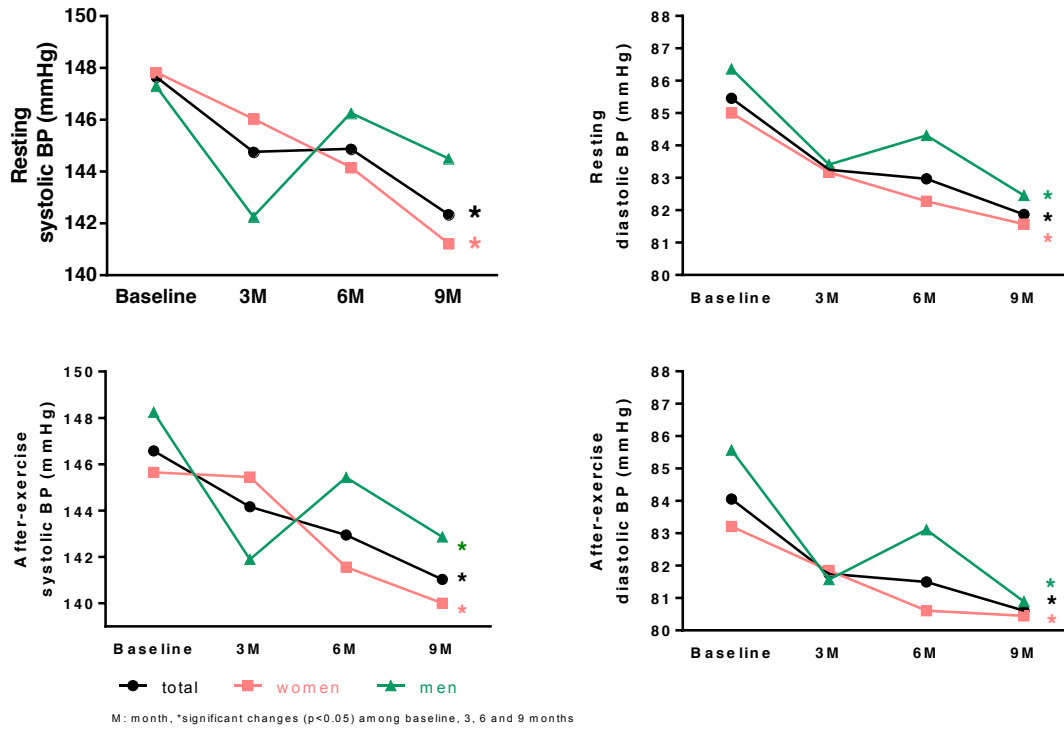 Resting
systolic BP (mmHg)
150
148
146
144
142
140
Baseline 3M 6M 9M
*
*
Resting
diastolic BP (mmHg)
88
87
86
85
84
83
82
81
80
Baseline 3M 6M 9M
*
*
*
After-exercise
systolic BP (mmHg)
150
148
146
144
142
140
Baseline 3M 6M 9M
*
*
*
After-exercise
diastolic BP (mmHg)
88
87
86
85
84
83
82
81
80
Baseline 3M 6M 9M
*
*
*
total women men
M: month, *significant changes (p<0.05) among baseline, 3, 6 and 9 months